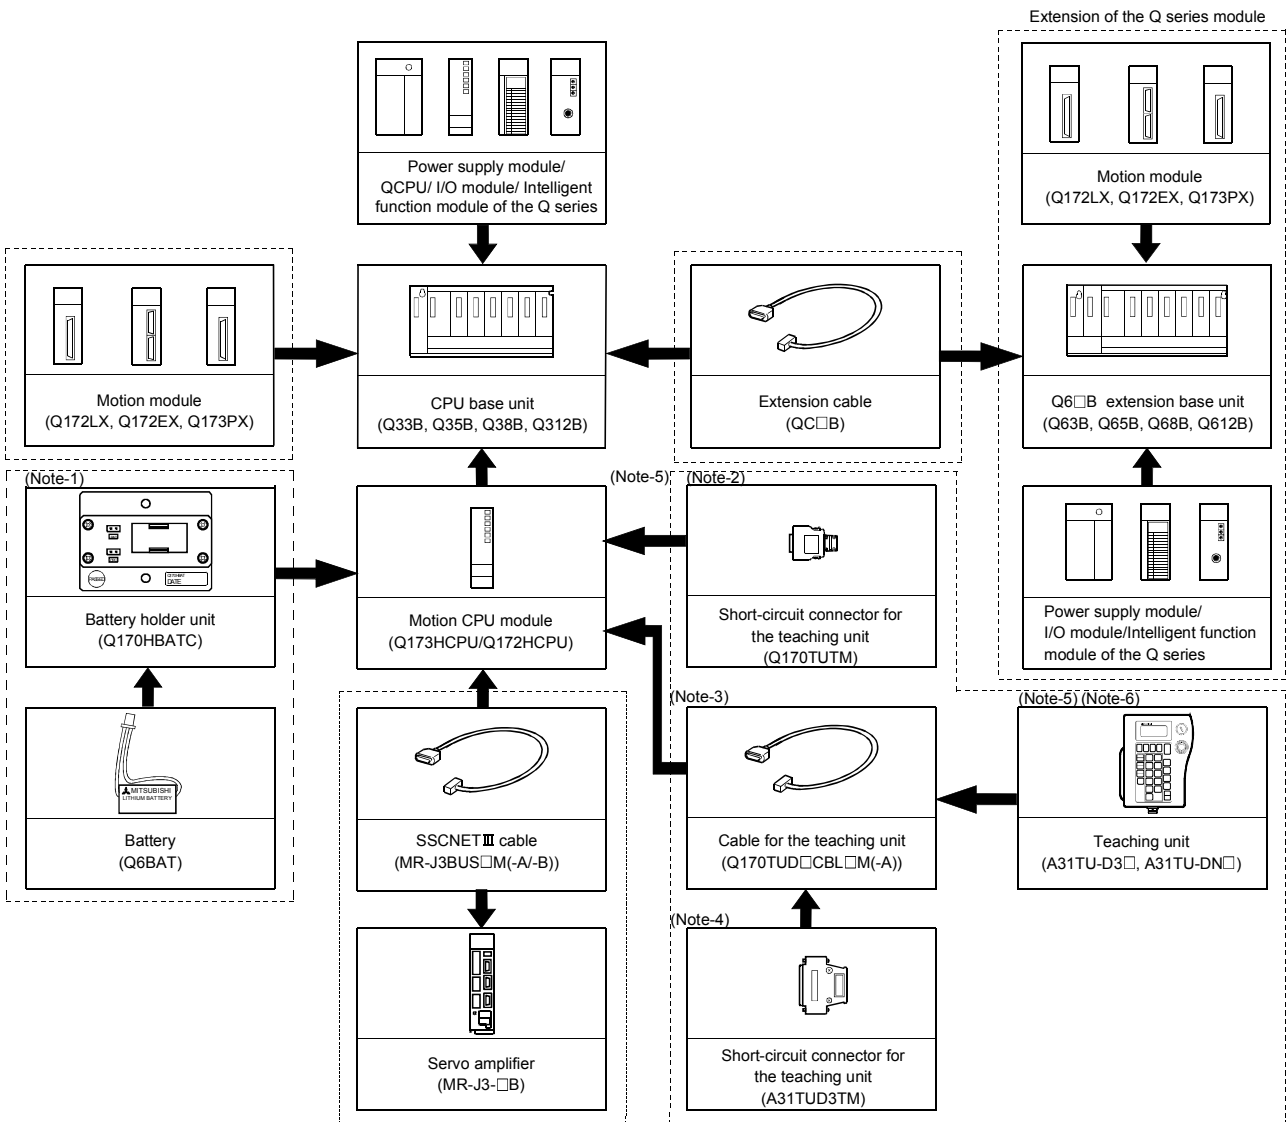 Extension of the Q series module
Power supply module/
QCPU/ I/O module/ Intelligent
function module of the Q series
Motion module
(Q172LX, Q172EX, Q173PX)
Motion module
(Q172LX, Q172EX, Q173PX)
CPU base unit
(Q33B, Q35B, Q38B, Q312B)
Extension cable
(QC□B)
Q6□B extension base unit
(Q63B, Q65B, Q68B, Q612B)
(Note-1)
DATE
Battery holder unit
(Q170HBATC)
Motion CPU module
(Q173HCPU/Q172HCPU)
(Note-5)
(Note-2)
Short-circuit connector for
the teaching unit
(Q170TUTM)
Power supply module/
I/O module/Intelligent function
module of the Q series
MITSUBISHI
LITHIUM BATTERY
Battery
(Q6BAT)
SSCNETⅢ cable
(MR-J3BUS□M(-A/-B))
(Note-3)
Cable for the teaching unit
(Q170TUD□CBL□M(-A))
(Note-5) (Note-6)
Teaching unit
(A31TU-D3□, A31TU-DN□)
Servo amplifier
(MR-J3-□B)
(Note-4)
Short-circuit connector for
the teaching unit
(A31TUD3TM)